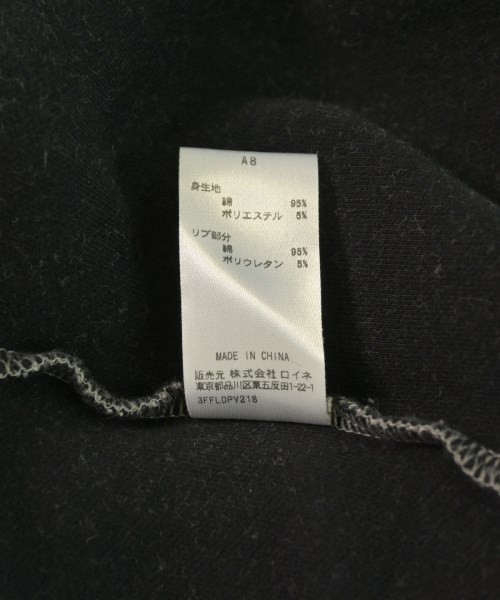 A8
身生地
綿 95%
ポリエステル 5%
リブ部分
綿 95%
ポリウレタン 5%
MADE IN CHINA
販売元 株式会社ロイネ
東京都品川区東五反田1-22-1
3FFLDPV218